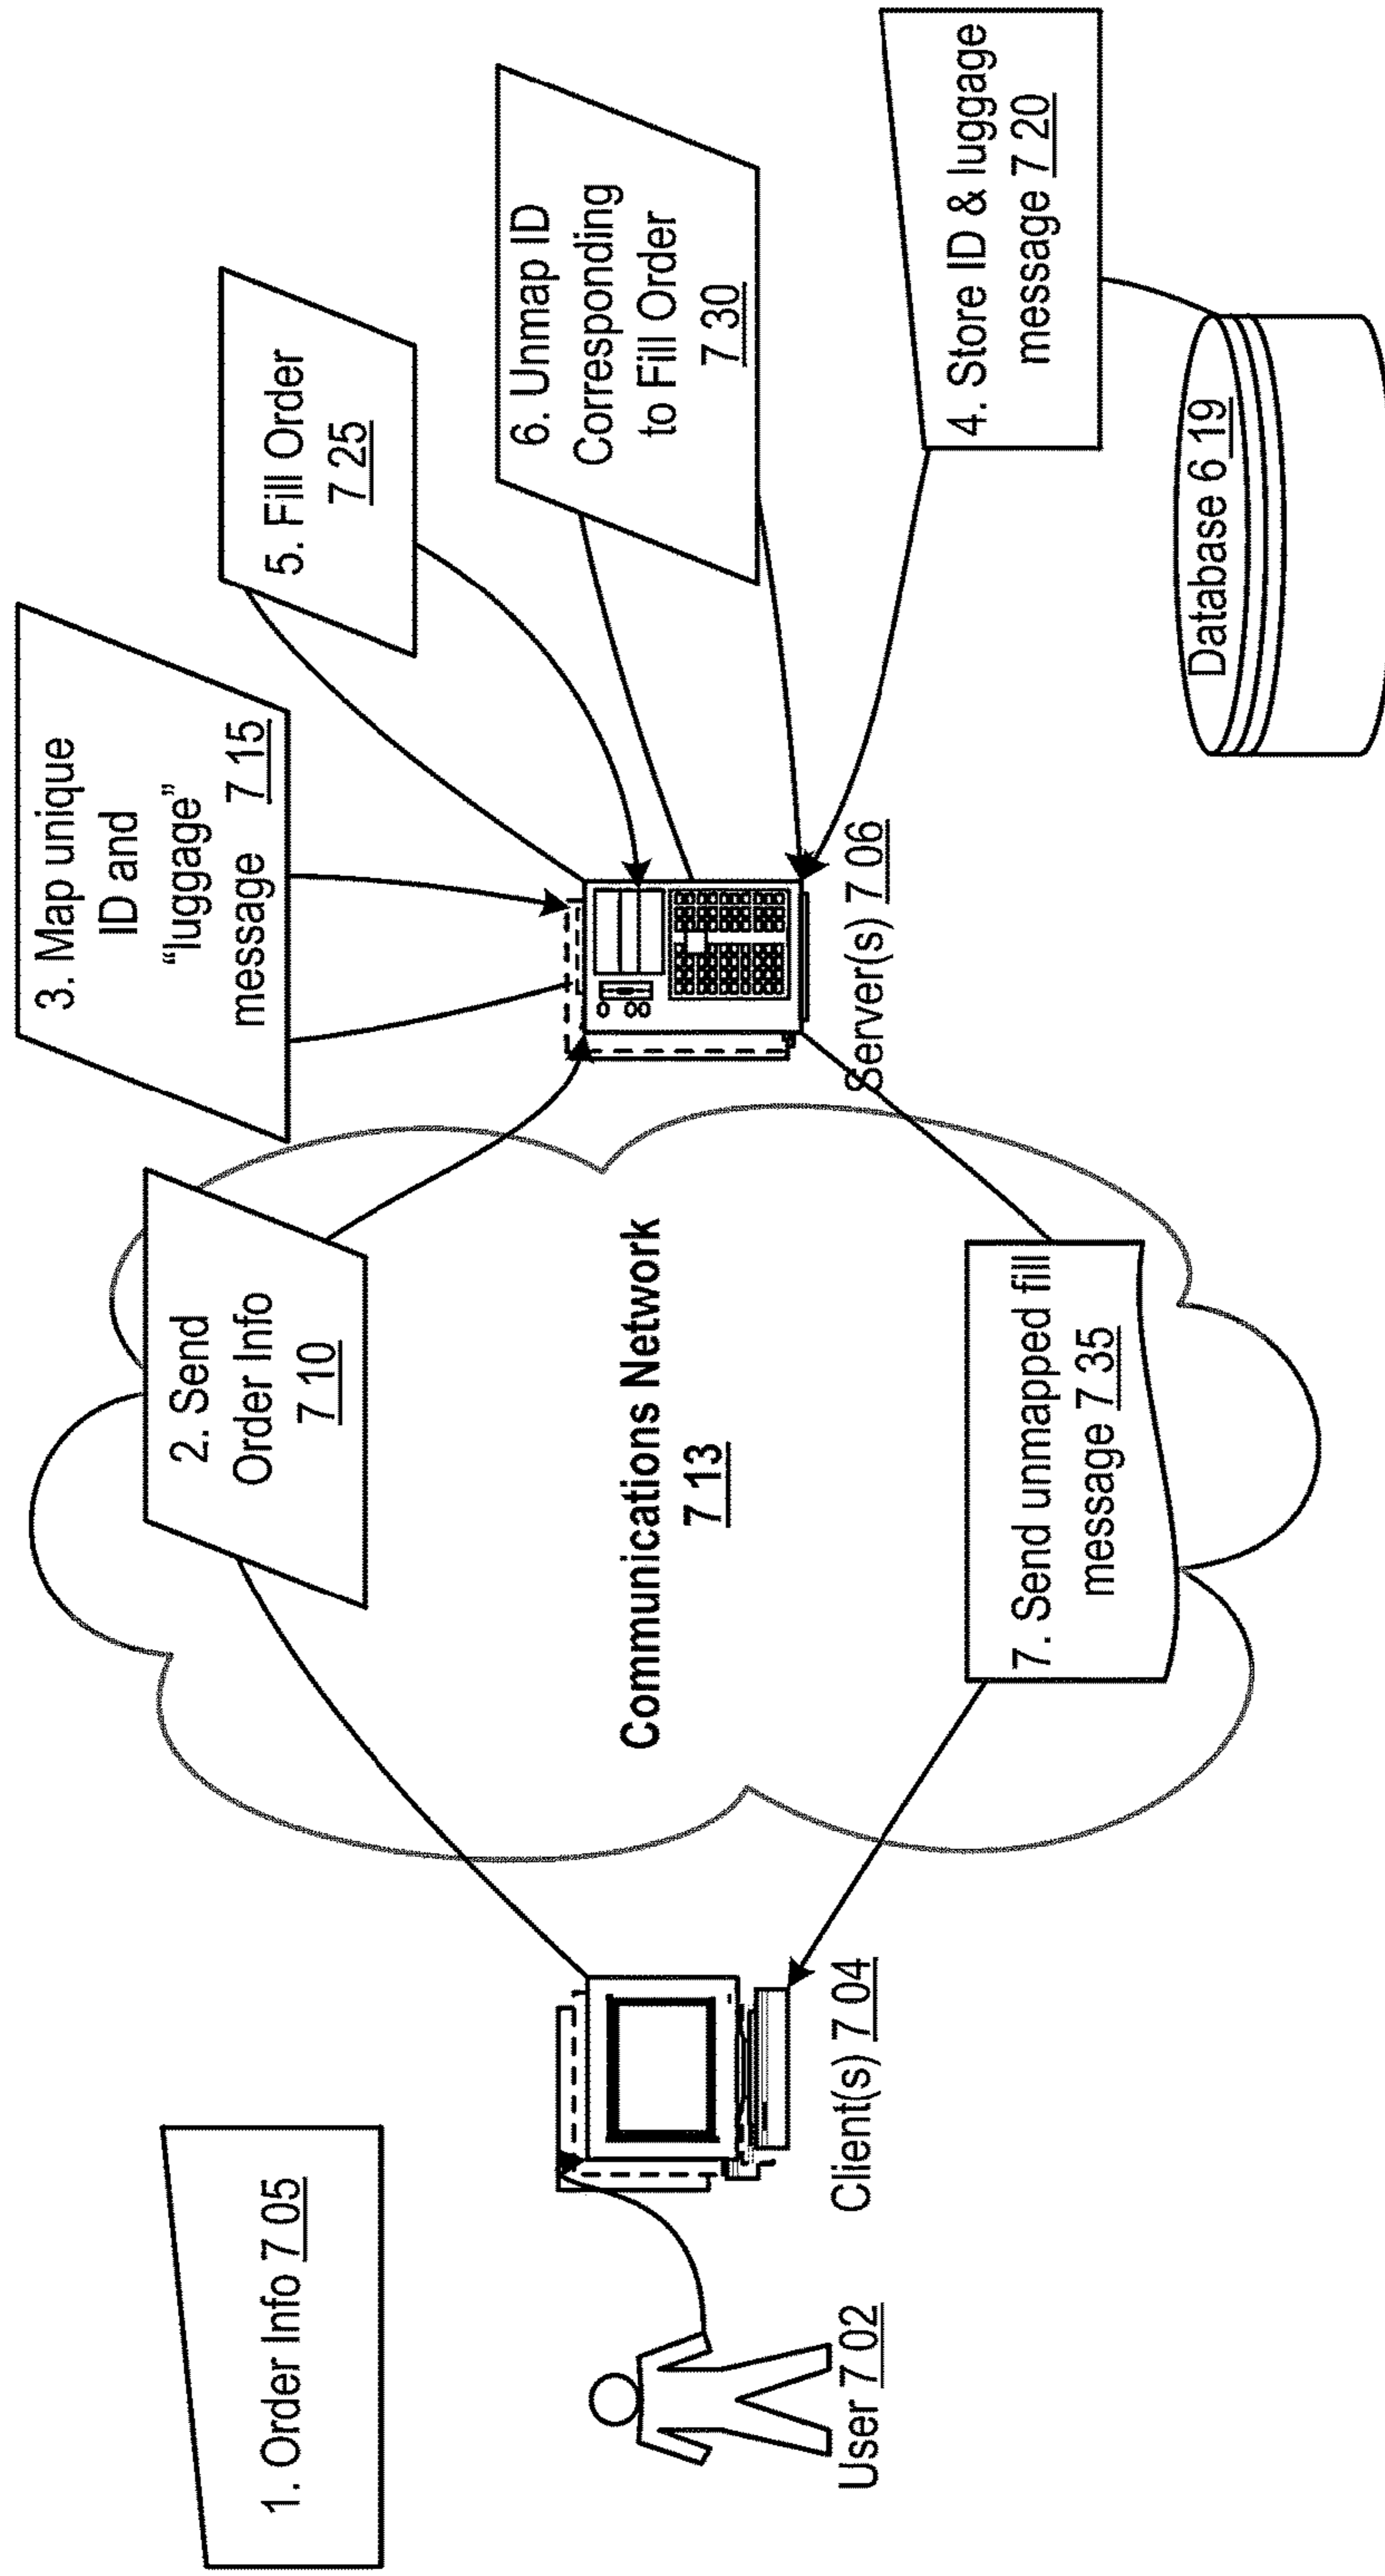 1. Order Info 7 05
User 7 02
Client(s) 7 04
2. Send
Order Info
7 10
Communications Network
7 13
7. Send unmapped fill
message 7 35
3. Map unique
ID and
“luggage”
message 7 15
Server(s) 7 06
5. Fill Order
7 25
6. Unmap ID
Corresponding
to Fill Order
7 30
4. Store ID & luggage
message 7 20
Database 6 19